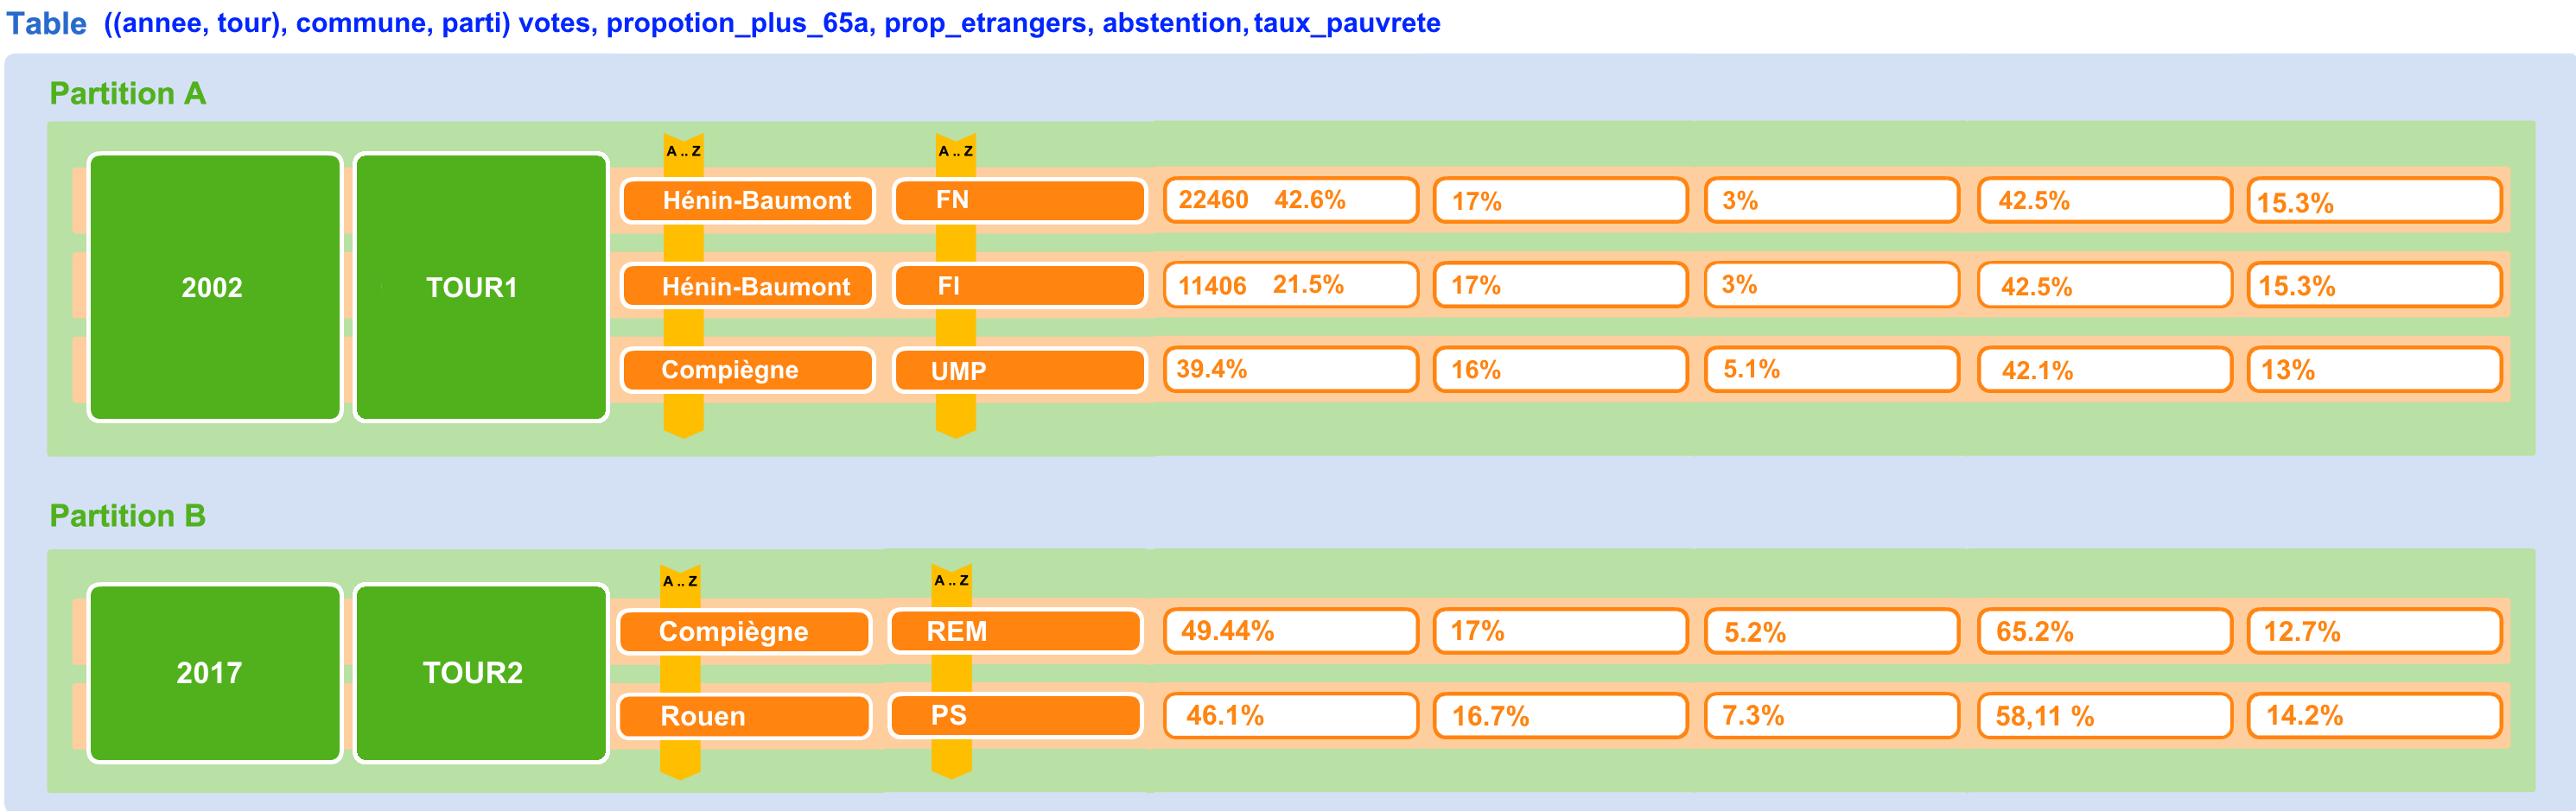 Table ((annee, tour), commune, parti) votes, propotion_plus_65a, prop_etrangers, abstention, taux_pauvrete
Partition A
A .. Z A .. Z
Hénin-Baumont FN 22460 42.6% 17% 3% 42.5% 15.3%
2002 TOUR1 Hénin-Baumont FI 11406 21.5% 17% 3% 42.5% 15.3%
Compiègne UMP 39.4% 16% 5.1% 42.1% 13%
Partition B
A .. Z A .. Z
Compiègne REM 49.44% 17% 5.2% 65.2% 12.7%
2017 TOUR2
Rouen PS 46.1% 16.7% 7.3% 58,11 % 14.2%